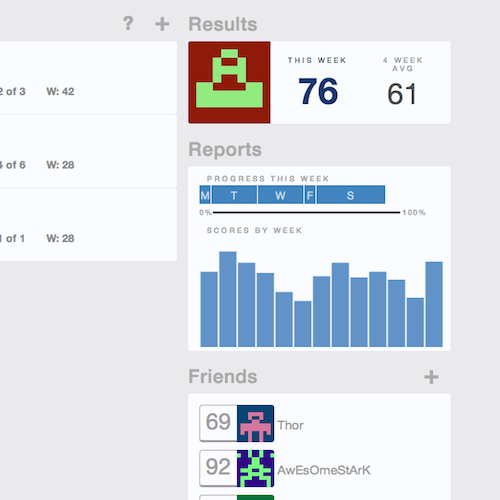 ? + Results
THIS WEEK
76
4 WEEK
AVG
61
2 of 3 W: 42
4 of 6 W: 28
1 of 1 W: 28
Reports
PROGRESS THIS WEEK
M T W F S
0% 100%
SCORES BY WEEK
Friends +
69 Thor
92 AwEsOmeStArK